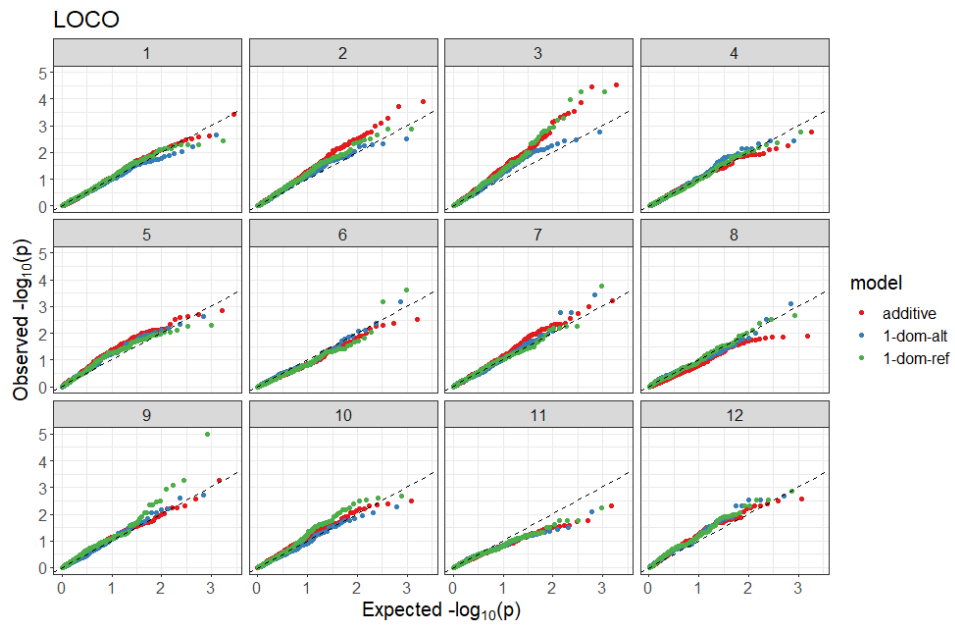 LOCO
1 2 3 4
5
4
3
2
1
0
5 6 7 8
5
4
3
2
1
0
9 10 11 12
5
4
3
2
1
0
0 1 2 3 0 1 2 3 0 1 2 3 0 1 2 3
Observed -log10(p)
Expected -log10(p)
model
additive
1-dom-alt
1-dom-ref